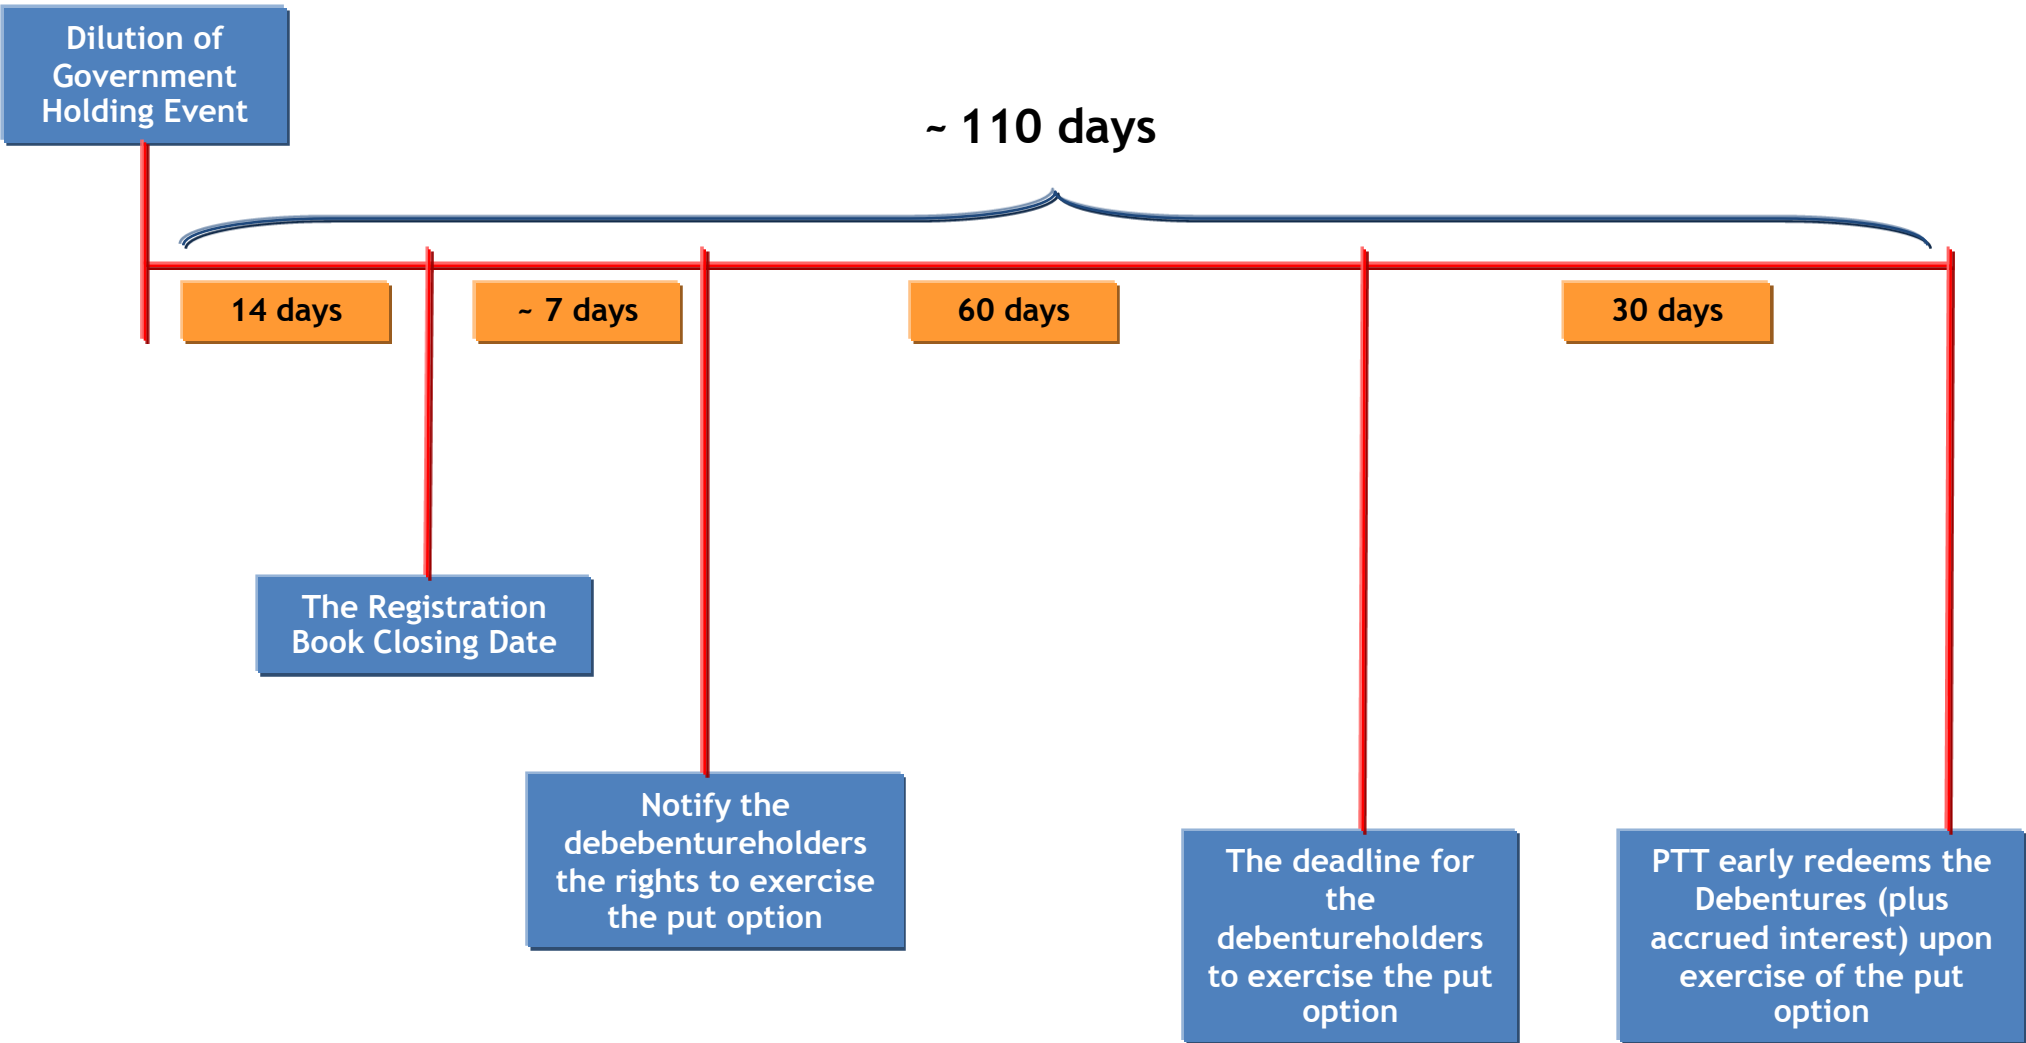 Dilution of
Government
Holding Event
~ 110 days
14 days
~ 7 days
60 days
30 days
The Registration
Book Closing Date
Notify the
debebentureholders
the rights to exercise
the put option
The deadline for
the
debentureholders
to exercise the put
option
PTT early redeems the
Debentures (plus
accrued interest) upon
exercise of the put
option